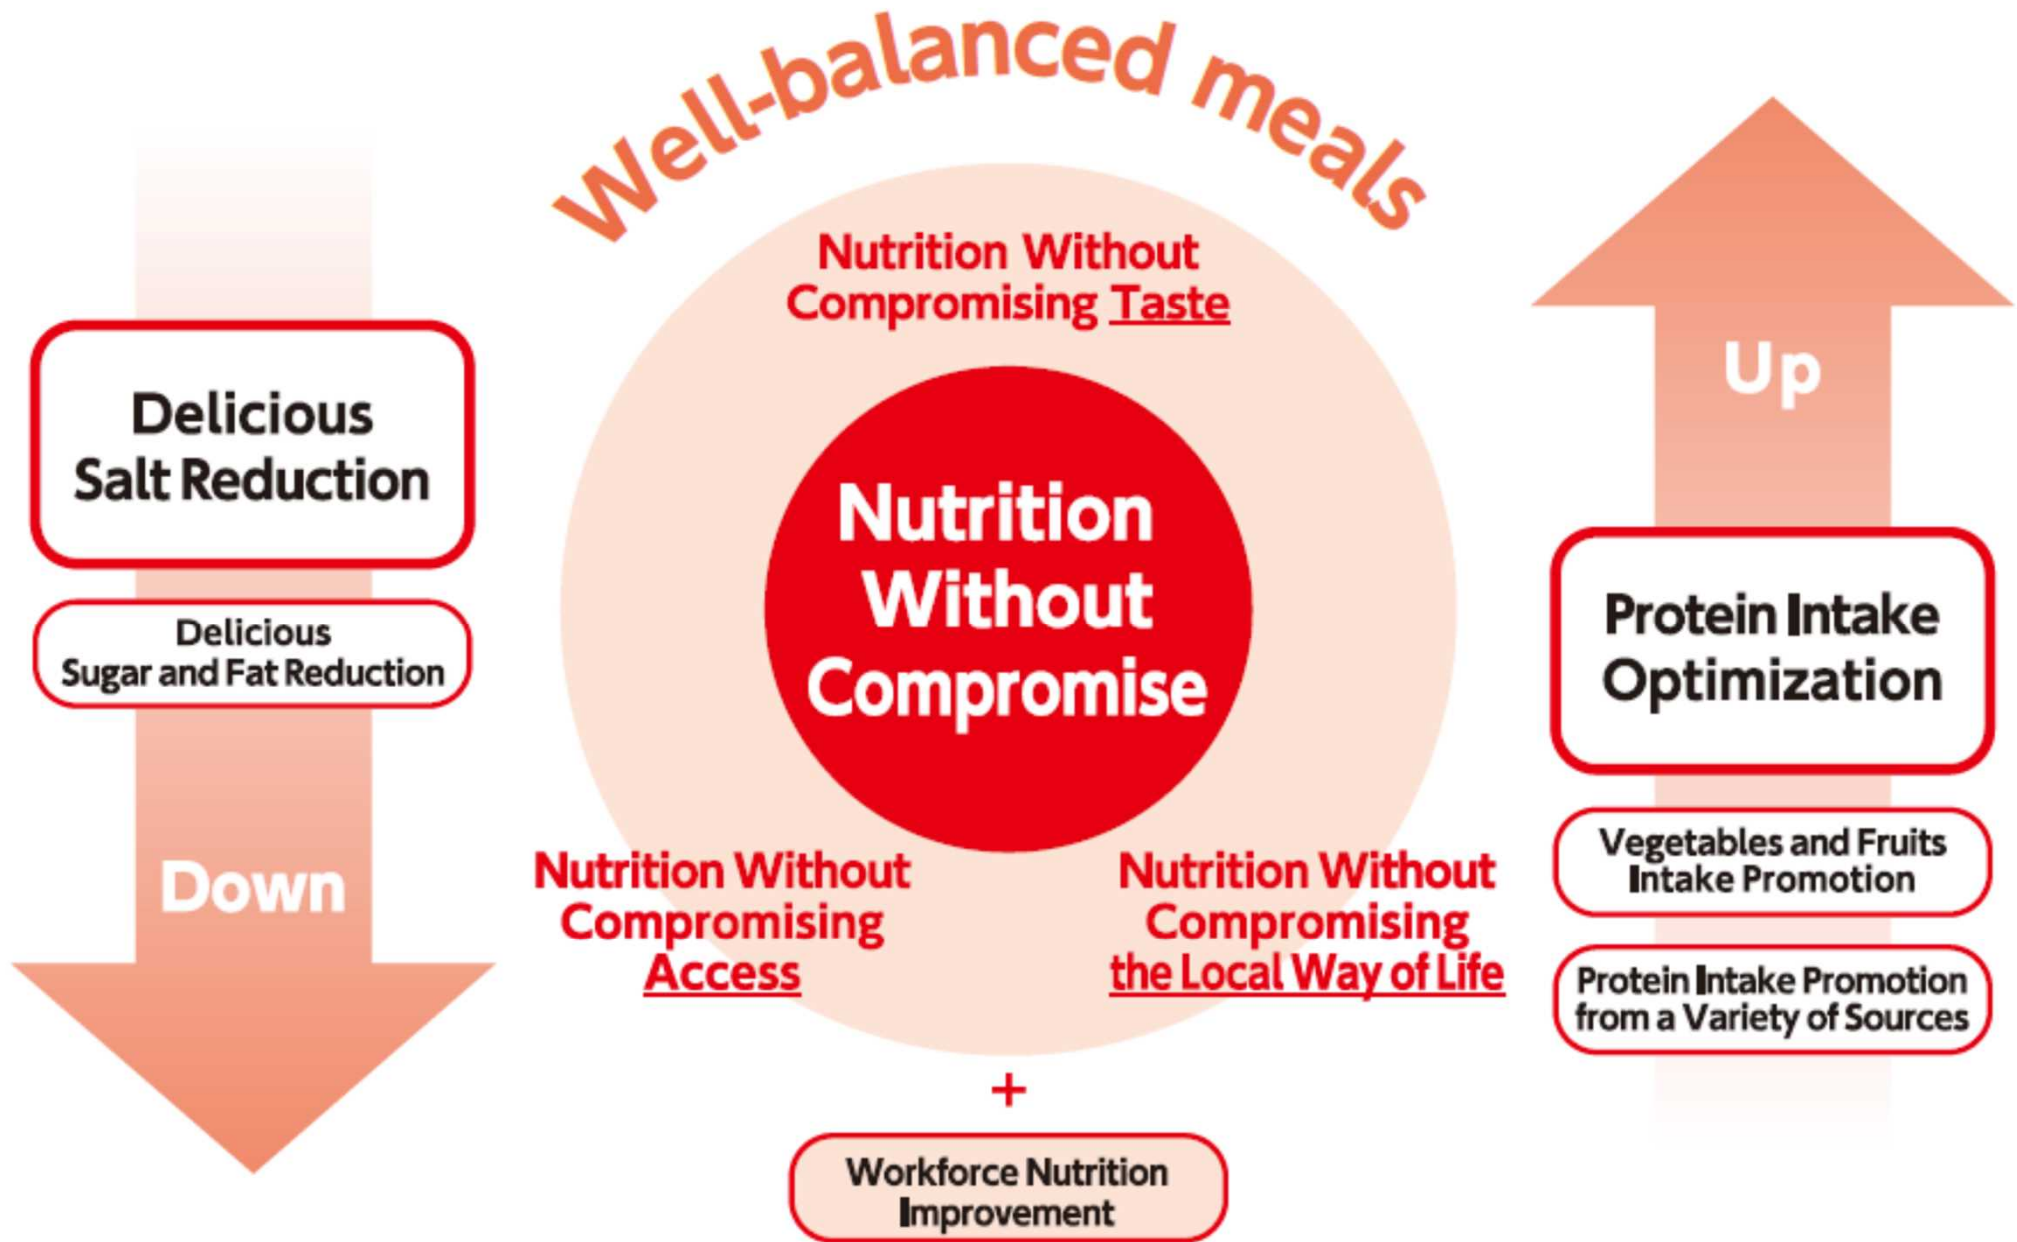 Well-balanced meals
Delicious
Salt Reduction
Delicious
Sugar and Fat Reduction
Down
Nutrition Without
Compromising Taste
Nutrition
Without
Compromise
Nutrition Without
Compromising
Access
Nutrition Without
Compromising
the Local Way of Life
+
Workforce Nutrition
Improvement
Up
Protein Intake
Optimization
Vegetables and Fruits
Intake Promotion
Protein Intake Promotion
from a Variety of Sources